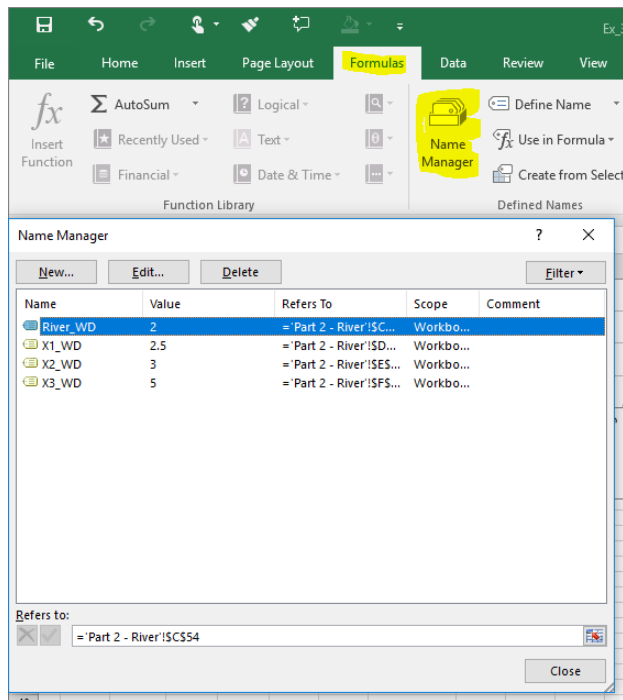 Ex_3
File Home Insert Page Layout Formulas Data Review View
fx Σ AutoSum ? Logical Define Name
Insert Function Recently Used A Text θ Name Manager fx Use in Formula
Financial Date & Time ... Create from Select
Function Library Defined Names
Name Manager ? X
New... Edit... Delete Filter
Name Value Refers To Scope Comment
River_WD 2 ='Part 2 - River'!$C... Workbo...
X1_WD 2.5 ='Part 2 - River'!$D... Workbo...
X2_WD 3 ='Part 2 - River'!$E$... Workbo...
X3_WD 5 ='Part 2 - River'!$F$... Workbo...
Refers to:
='Part 2 - River'!$C$54
Close